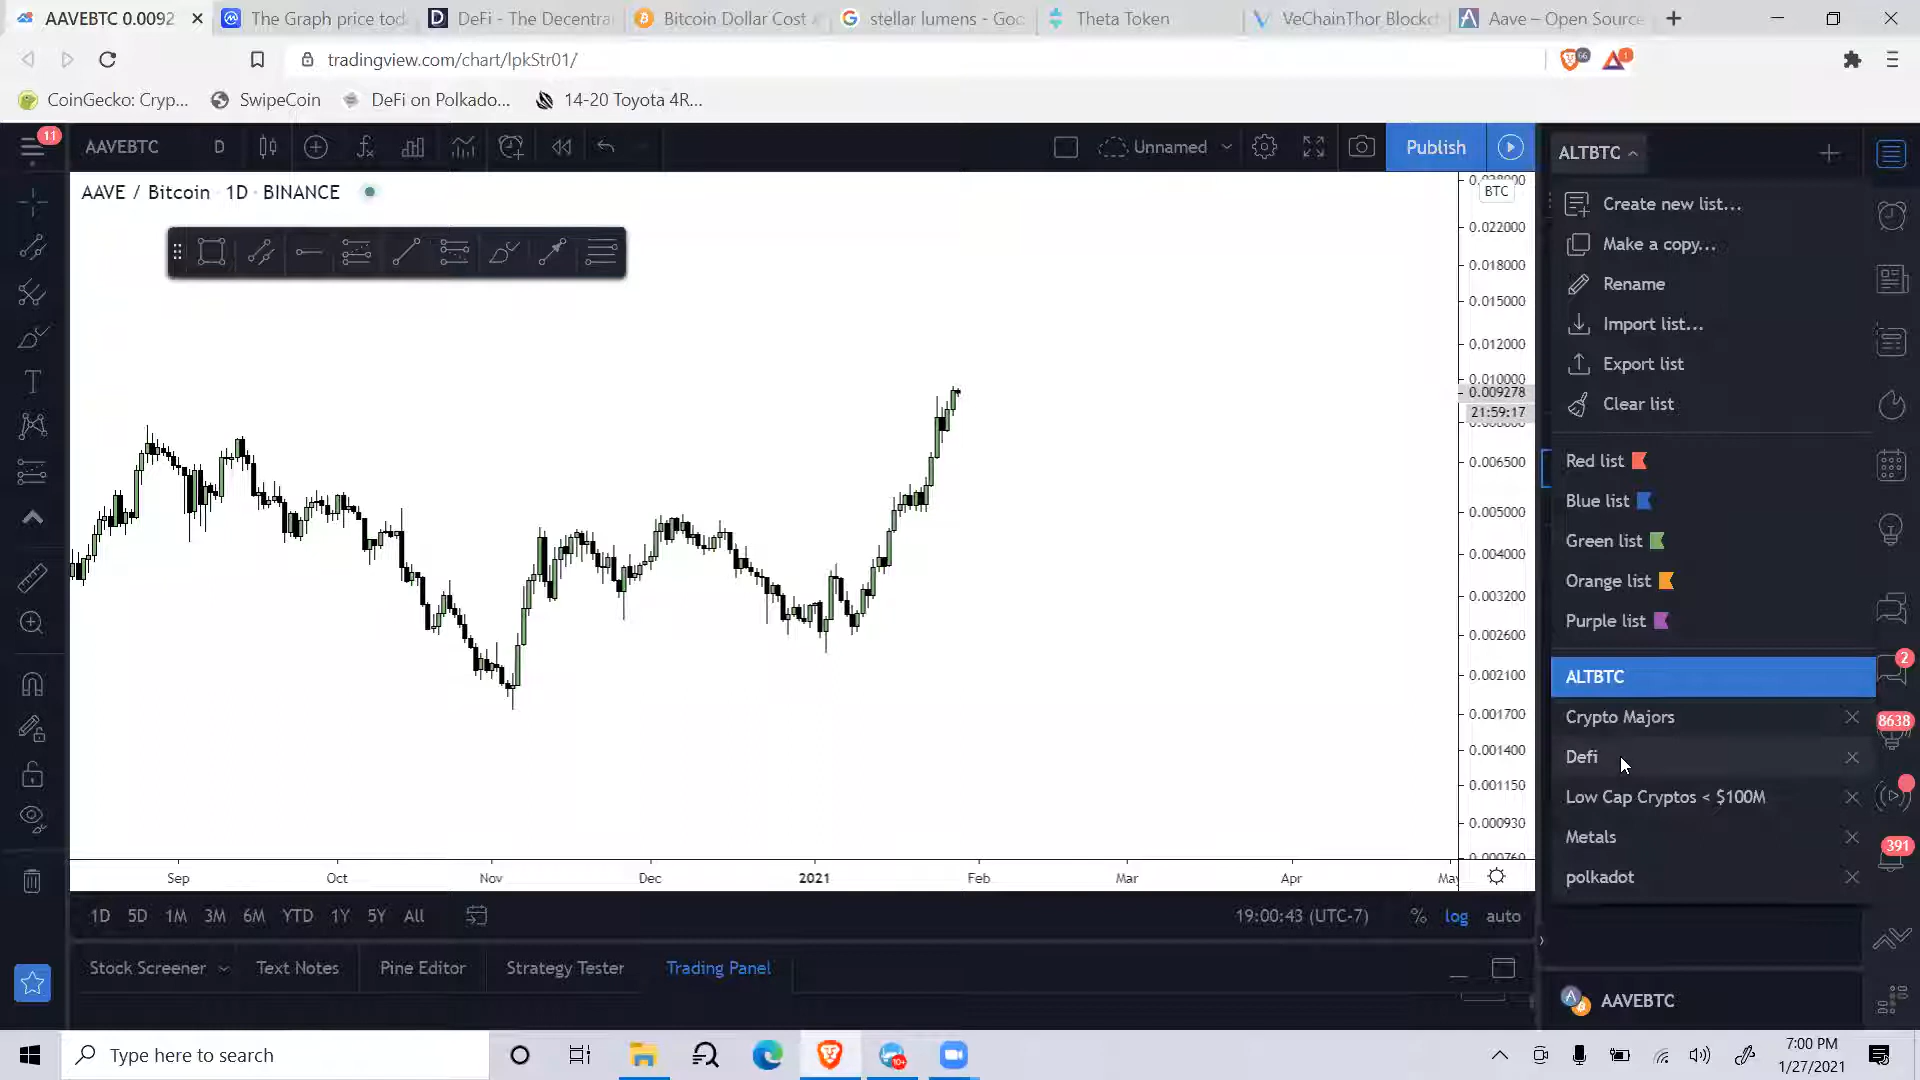 AAVEBTC 0.0092
The Graph price tod
DeFi - The Decentra
Bitcoin Dollar Cost A
stellar lumens - Goo
Theta Token
VeChainThor Blockc
Aave – Open Source
tradingview.com/chart/lpkStr01/
66
1
CoinGecko: Cryp...
SwipeCoin
DeFi on Polkado...
14-20 Toyota 4R...
11
AAVEBTC
D
Unnamed
Publish
ALTBTC
AAVE / Bitcoin · 1D · BINANCE
BTC
0.022000
0.018000
0.015000
0.012000
0.010000
0.009278
21:59:17
0.006500
0.005000
0.004000
0.003200
0.002600
0.002100
0.001700
0.001400
0.001150
0.000930
0.000760
Sep
Oct
Nov
Dec
2021
Feb
Mar
Apr
May
Create new list...
Make a copy...
Rename
Import list...
Export list
Clear list
Red list
Blue list
Green list
Orange list
Purple list
ALTBTC
Crypto Majors
Defi
Low Cap Cryptos < $100M
Metals
polkadot
2
8638
391
1D 5D 1M 3M 6M YTD 1Y 5Y All
19:00:43 (UTC-7)
% log auto
Stock Screener
Text Notes
Pine Editor
Strategy Tester
Trading Panel
AAVEBTC
Type here to search
10+
7:00 PM
1/27/2021